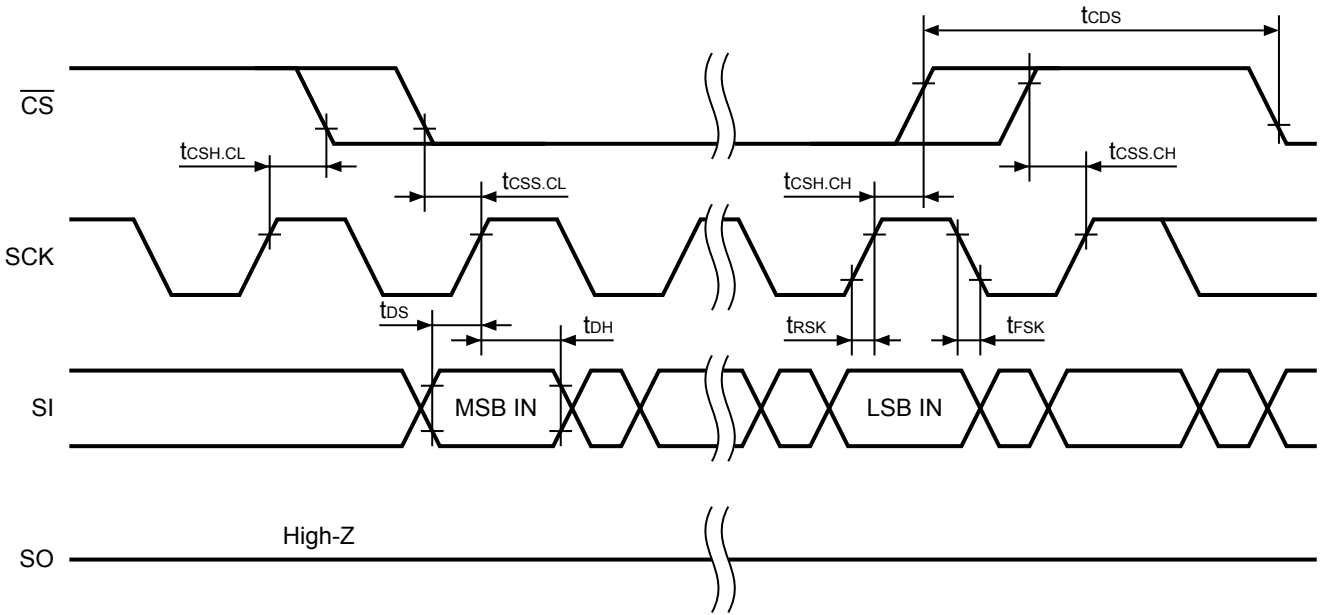 tCDS
CS
tCSH.CL
tCSS.CL
tCSH.CH
tCSS.CH
SCK
tDS
tDH
tRSK
tFSK
SI
MSB IN
LSB IN
High-Z
SO